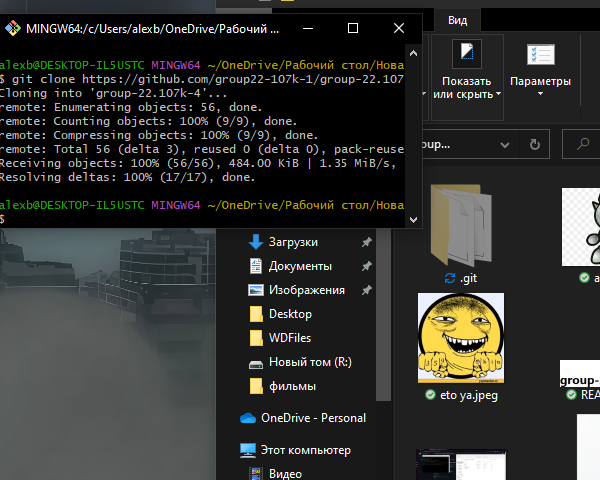 MINGW64:/c/Users/alexb/OneDrive/Рабочий ...
alexb@DESKTOP-IL5USTC MINGW64 ~/OneDrive/Рабочий стол/Нова
$ git clone https://github.com/group22-107k-1/group-22.107
Cloning into 'group-22.107k-4'...
remote: Enumerating objects: 56, done.
remote: Counting objects: 100% (9/9), done.
remote: Compressing objects: 100% (9/9), done.
remote: Total 56 (delta 3), reused 0 (delta 0), pack-reuse
Receiving objects: 100% (56/56), 484.00 KiB | 1.35 MiB/s,
Resolving deltas: 100% (17/17), done.
alexb@DESKTOP-IL5USTC MINGW64 ~/OneDrive/Рабочий стол/Нова
$
Вид
Показать
или скрыть
Параметры
oup...
Загрузки
Документы
Изображения
Desktop
WDFiles
Новый том (R:)
фильмы
OneDrive - Personal
Этот компьютер
Видео
.git
a
eto ya.jpeg
group-
REA